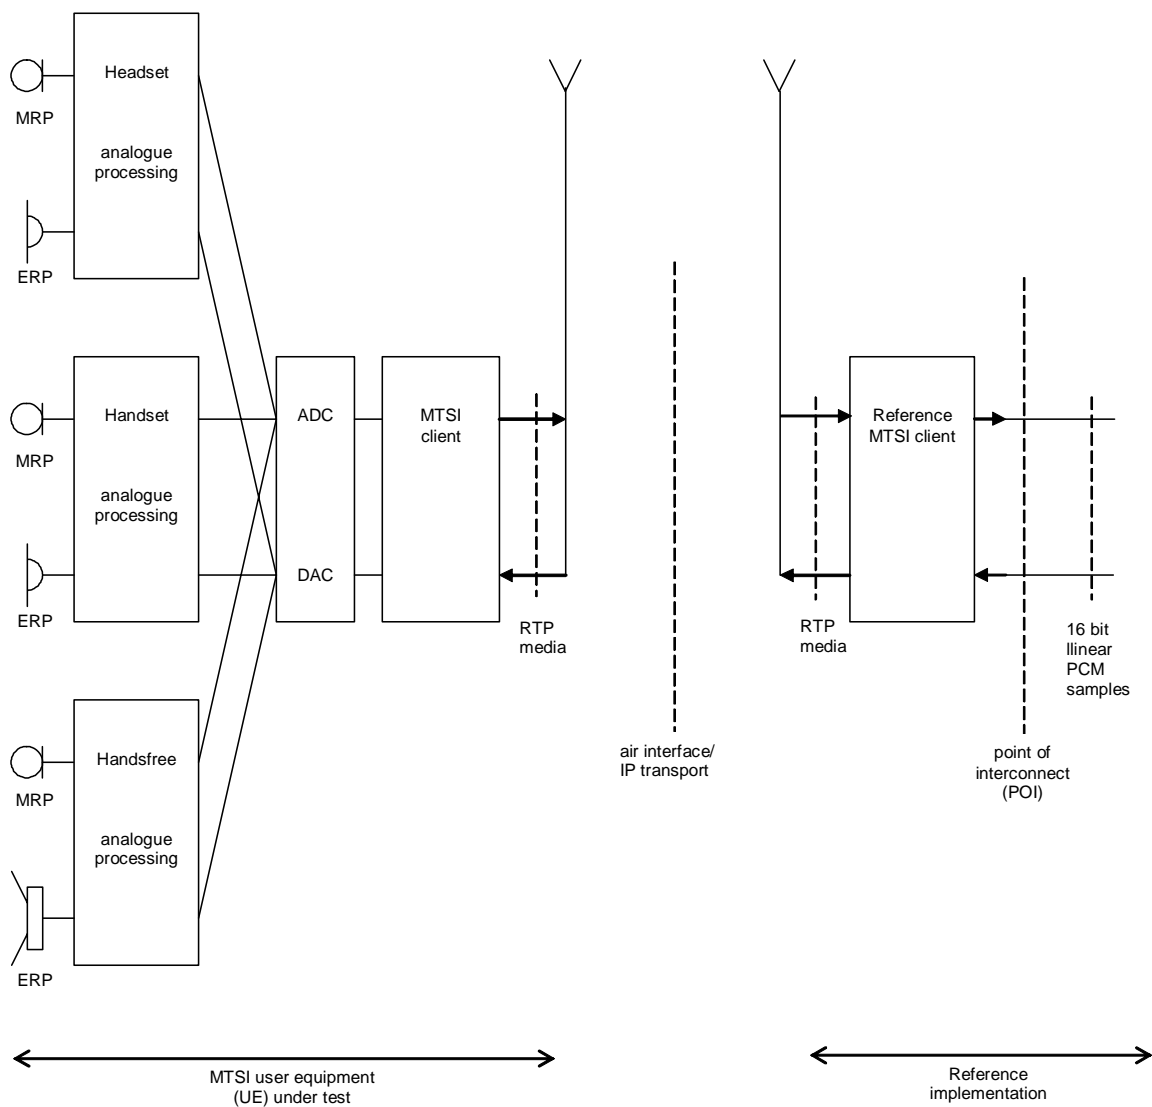 Headset
MRP
analogue
processing
ERP
Handset
MRP
analogue
processing
ERP
Handsfree
MRP
analogue
processing
ERP
ADC
DAC
MTSI
client
RTP
media
air interface/
IP transport
RTP
media
Reference
MTSI client
point of
interconnect
(POI)
16 bit
llinear
PCM
samples
MTSI user equipment
(UE) under test
Reference
implementation